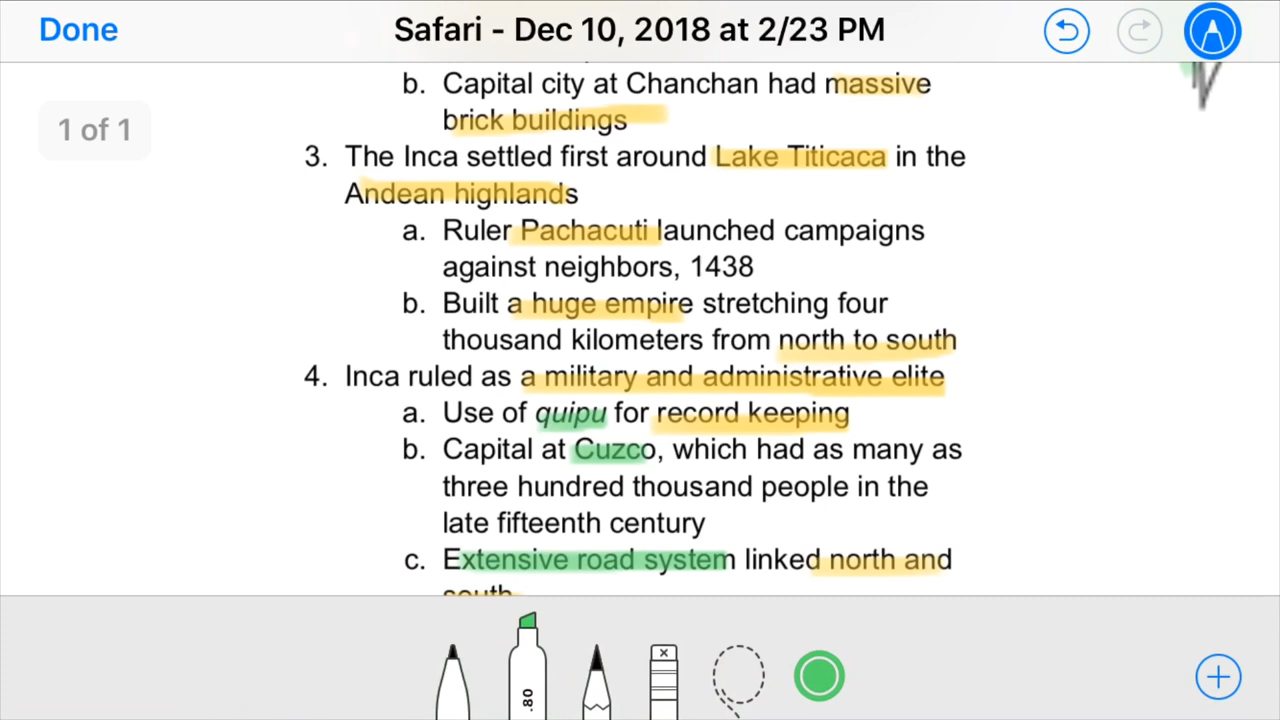 Done
Safari - Dec 10, 2018 at 2/23 PM
1 of 1
b. Capital city at Chanchan had massive
brick buildings
3. The Inca settled first around Lake Titicaca in the
Andean highlands
a. Ruler Pachacuti launched campaigns
against neighbors, 1438
b. Built a huge empire stretching four
thousand kilometers from north to south
4. Inca ruled as a military and administrative elite
a. Use of quipu for record keeping
b. Capital at Cuzco, which had as many as
three hundred thousand people in the
late fifteenth century
c. Extensive road system linked north and
south
.80